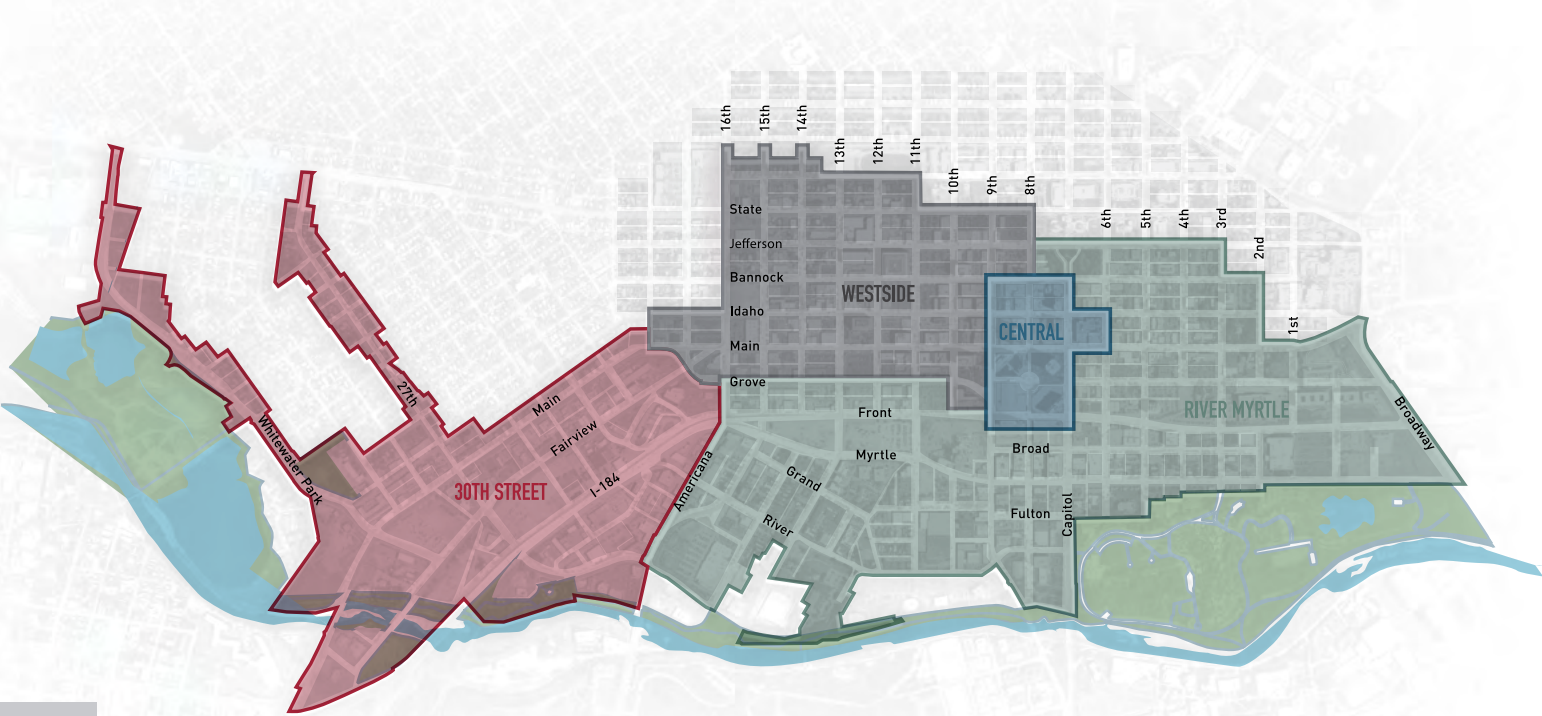 16th
15th
14th
13th
12th
11th
10th
9th
8th
6th
5th
4th
3rd
2nd
1st
State
Jefferson
Bannock
Idaho
Main
Grove
WESTSIDE
CENTRAL
RIVER MYRTLE
Broadway
27th
Main
Fairview
I-184
30TH STREET
Whitewater Park
Americana
Front
Myrtle
Grand
River
Broad
Fulton
Capitol